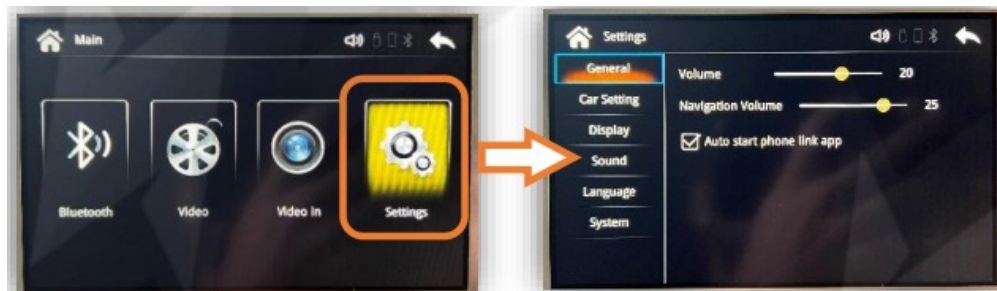 Main
Bluetooth
Video
Video In
Settings
Settings
General
Car Setting
Display
Sound
Language
System
Volume 20
Navigation Volume 25
Auto start phone link app